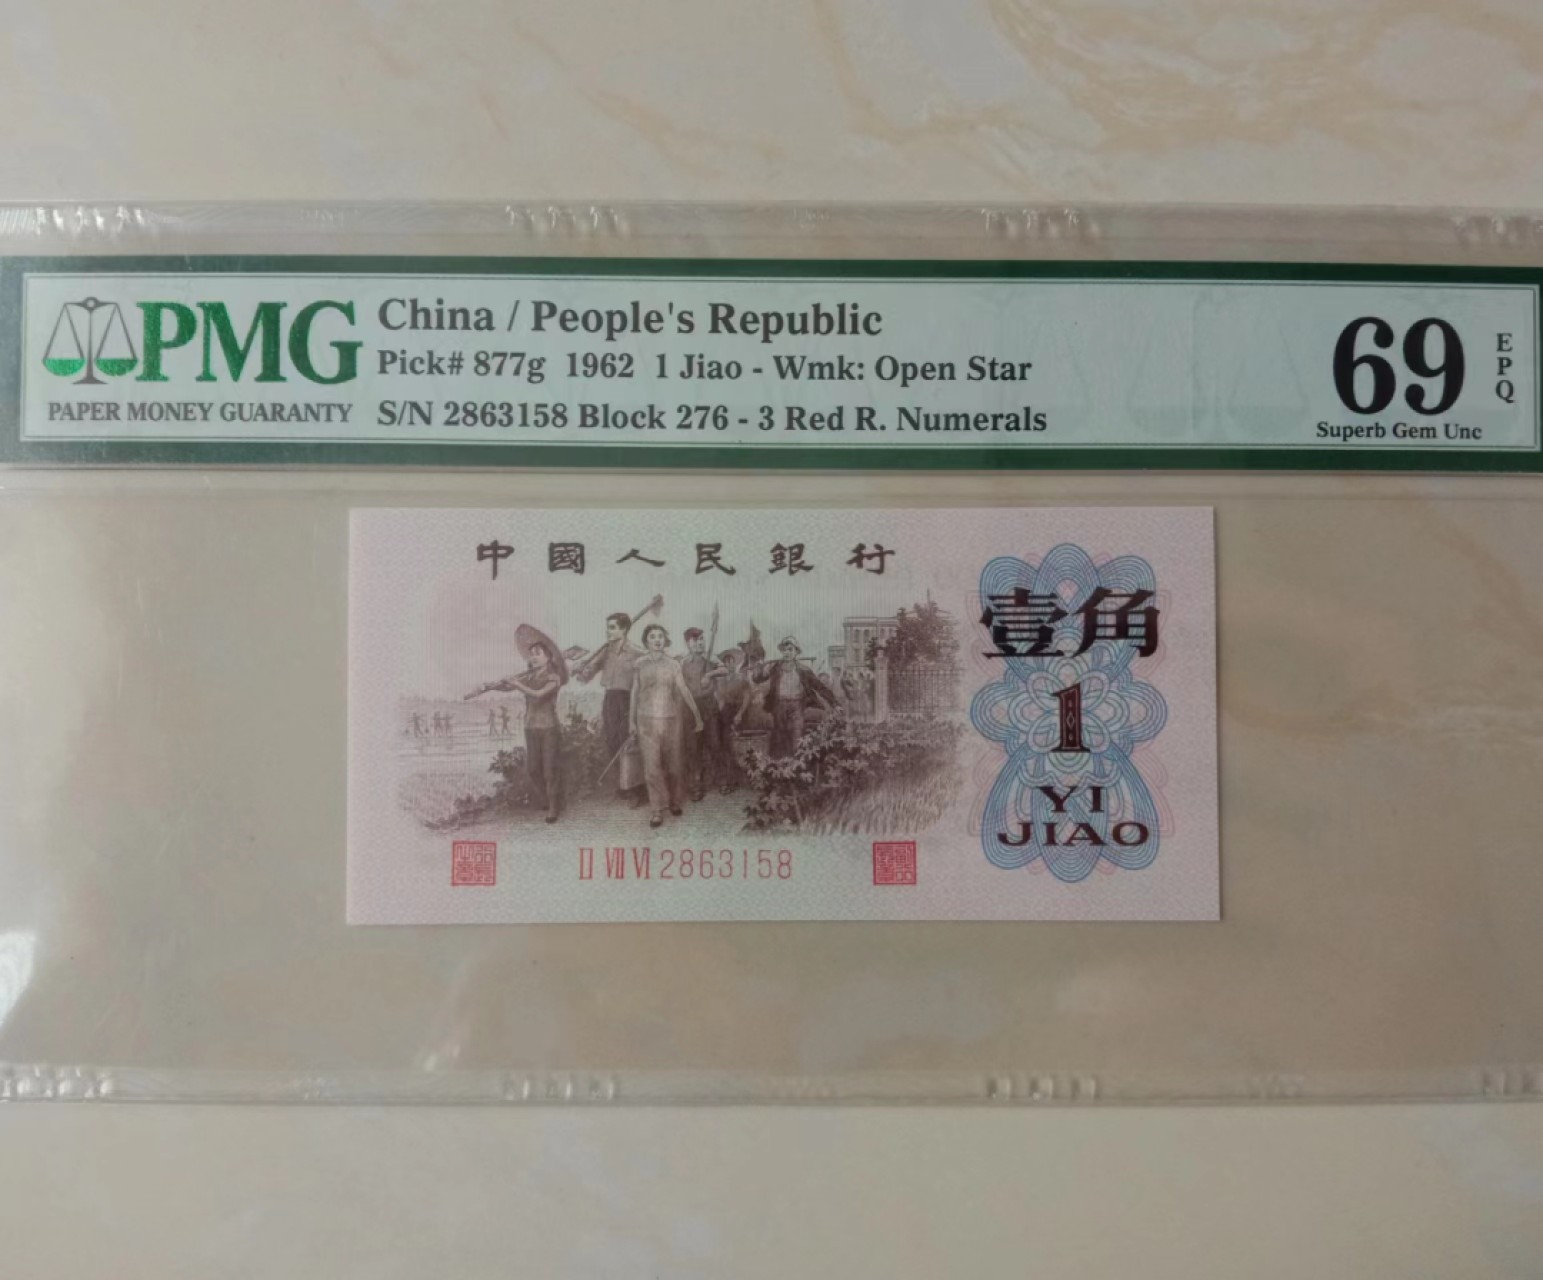 PMG
PAPER MONEY GUARANTY
China / People's Republic
Pick# 877g 1962 1 Jiao - Wmk: Open Star
S/N 2863158 Block 276 - 3 Red R. Numerals
69
EPQ
Superb Gem Unc
中國人民銀行
壹角
1
YI
JIAO
II VII VI 2863158